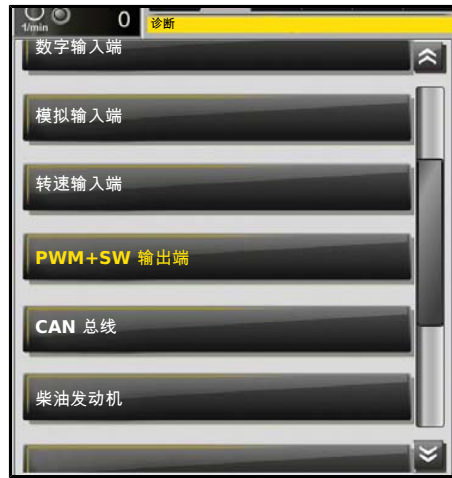 1/min 0 诊断
数字输入端
模拟输入端
转速输入端
PWM+SW 输出端
CAN 总线
柴油发动机